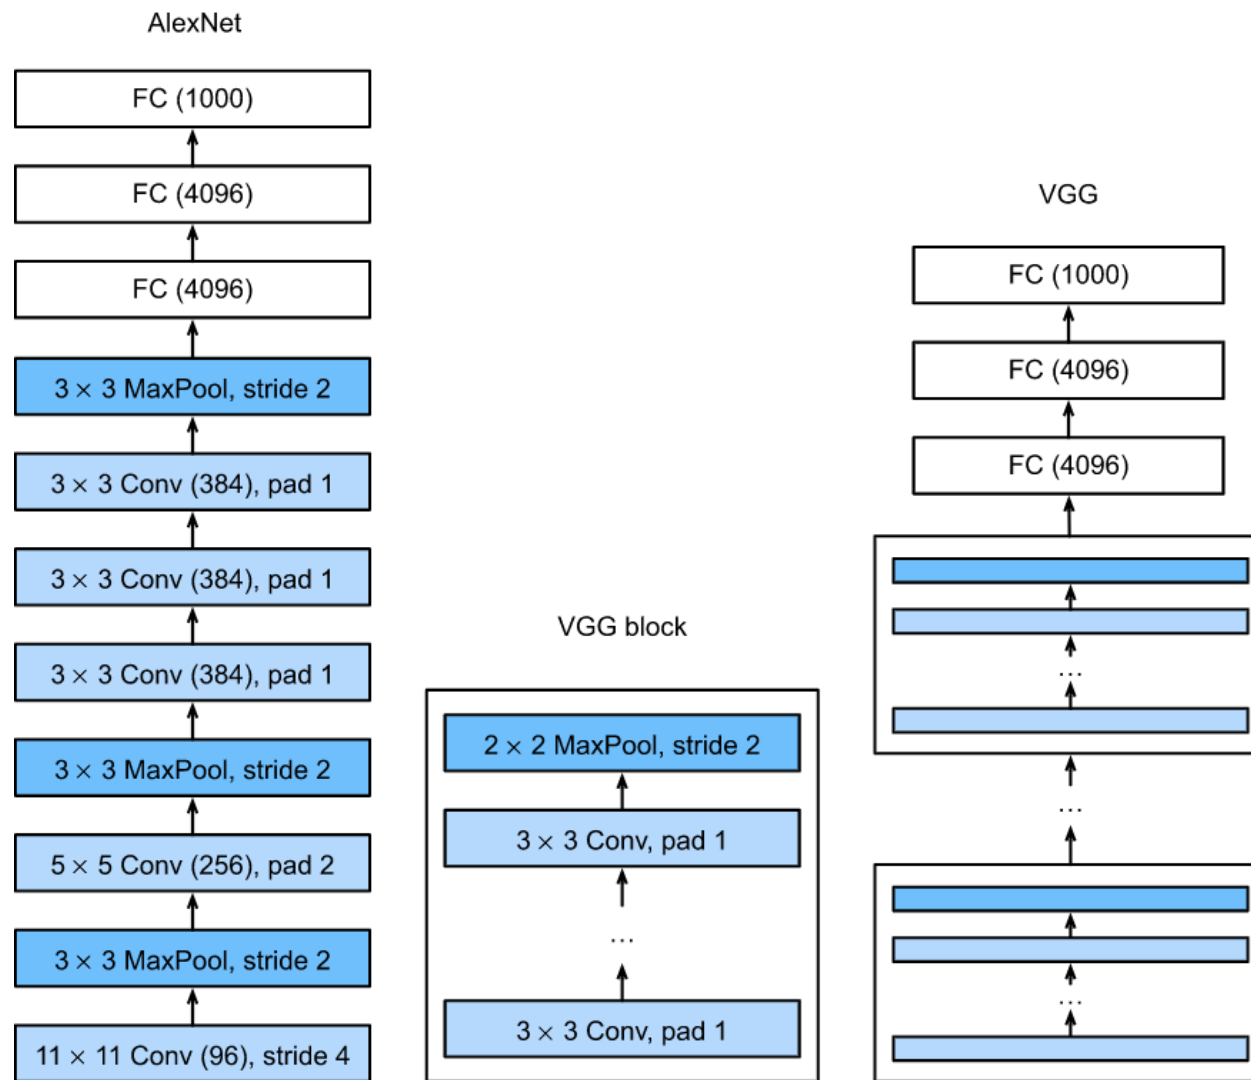 AlexNet
FC (1000)
FC (4096)
FC (4096)
3 × 3 MaxPool, stride 2
3 × 3 Conv (384), pad 1
3 × 3 Conv (384), pad 1
3 × 3 Conv (384), pad 1
3 × 3 MaxPool, stride 2
5 × 5 Conv (256), pad 2
3 × 3 MaxPool, stride 2
11 × 11 Conv (96), stride 4
VGG block
2 × 2 MaxPool, stride 2
3 × 3 Conv, pad 1
...
3 × 3 Conv, pad 1
VGG
FC (1000)
FC (4096)
FC (4096)
...
...
...